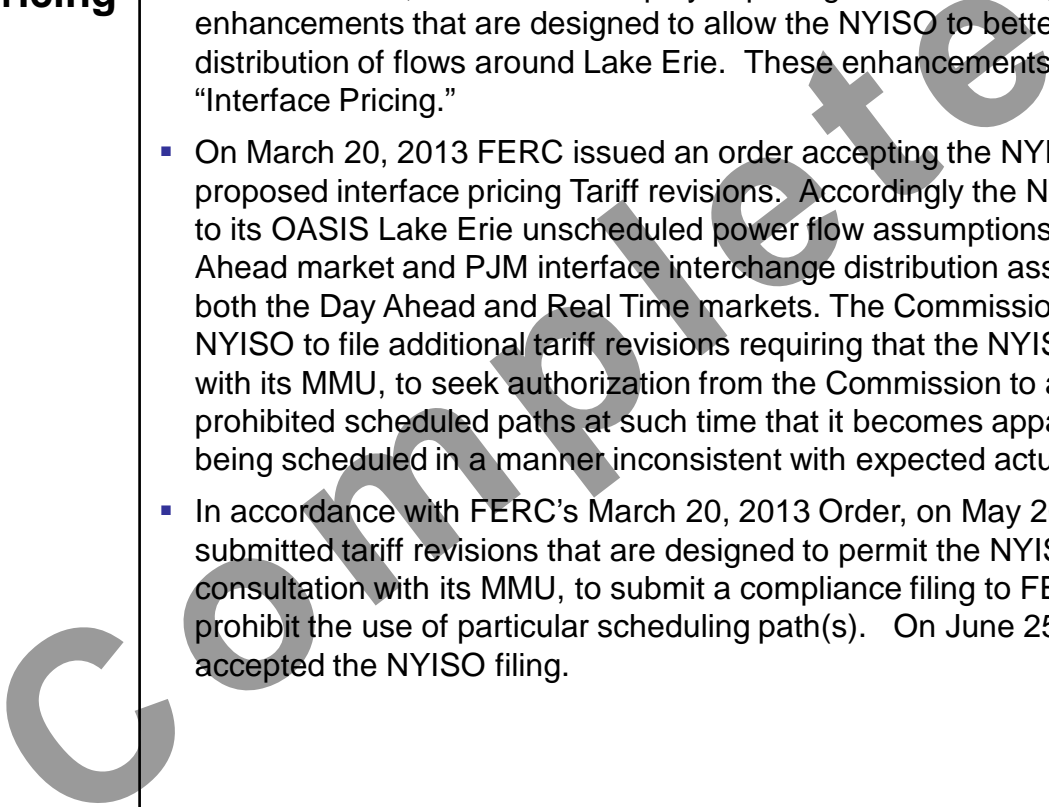 ricing
enhancements that are designed to allow the NYISO to bette
distribution of flows around Lake Erie. These enhancements
"Interface Pricing."
▪ On March 20, 2013 FERC issued an order accepting the NYI
proposed interface pricing Tariff revisions. Accordingly the N
to its OASIS Lake Erie unscheduled power flow assumptions
Ahead market and PJM interface interchange distribution ass
both the Day Ahead and Real Time markets. The Commissio
NYISO to file additional tariff revisions requiring that the NYIS
with its MMU, to seek authorization from the Commission to a
prohibited scheduled paths at such time that it becomes appa
being scheduled in a manner inconsistent with expected actu
▪ In accordance with FERC's March 20, 2013 Order, on May 2
submitted tariff revisions that are designed to permit the NYIS
consultation with its MMU, to submit a compliance filing to FE
prohibit the use of particular scheduling path(s). On June 25
accepted the NYISO filing.
Complete